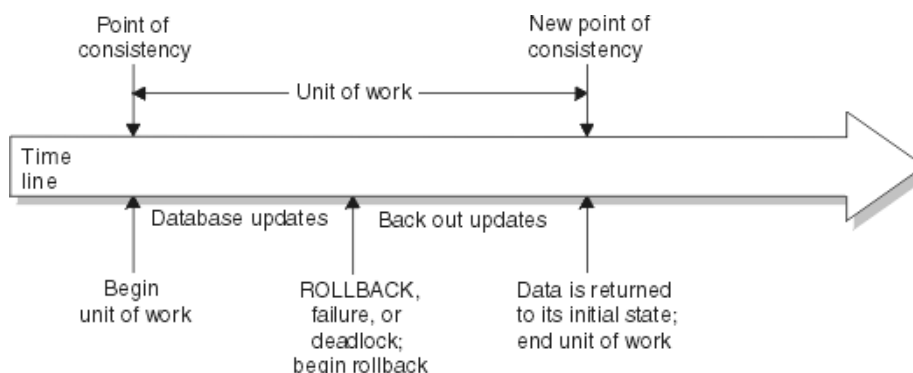 Point of
consistency
New point of
consistency
Unit of work
Time
line
Database updates
Back out updates
Begin
unit of work
ROLLBACK,
failure, or
deadlock;
begin rollback
Data is returned
to its initial state;
end unit of work